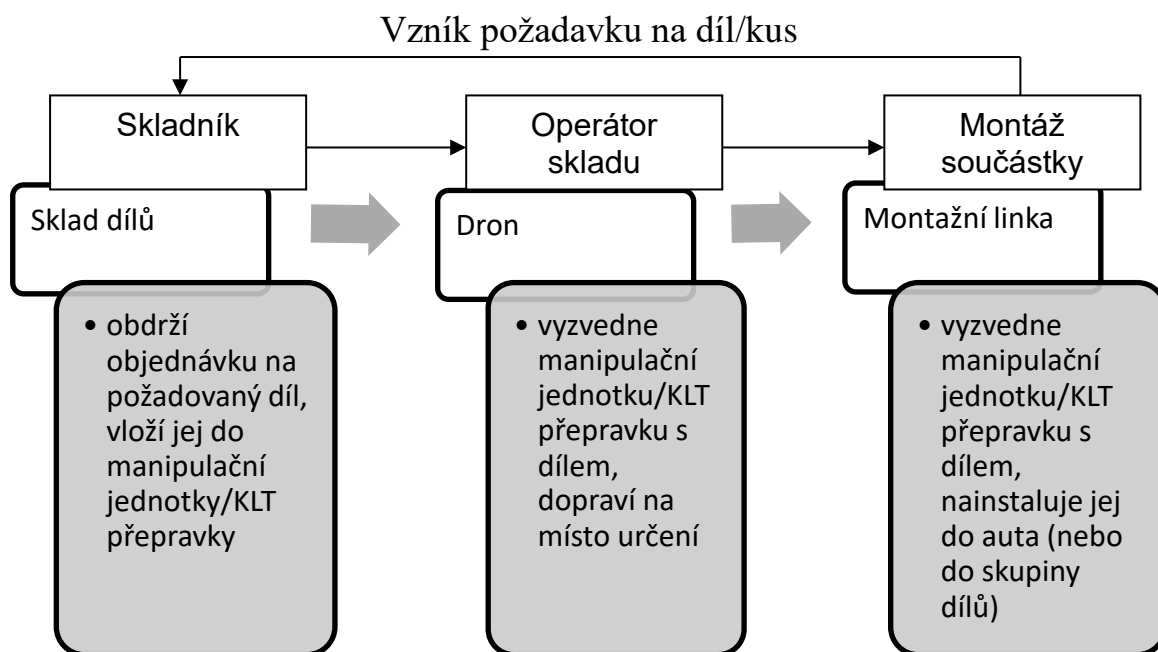 Vzník požadavku na díl/kus
Skladník
Operátor
skladu
Montáž
součástky
Sklad dílů
Dron
Montažní linka
• obdrží
objednávku na
požadovaný díl,
vloží jej do
manipulační
jednotky/KLT
přepravky
• vyzvedne
manipulační
jednotku/KLT
přepravku s
dílem,
dopraví na
místo určení
• vyzvedne
manipulační
jednotku/KLT
přepravku s
dílem,
nainstaluje jej
do auta (nebo
do skupiny
dílů)